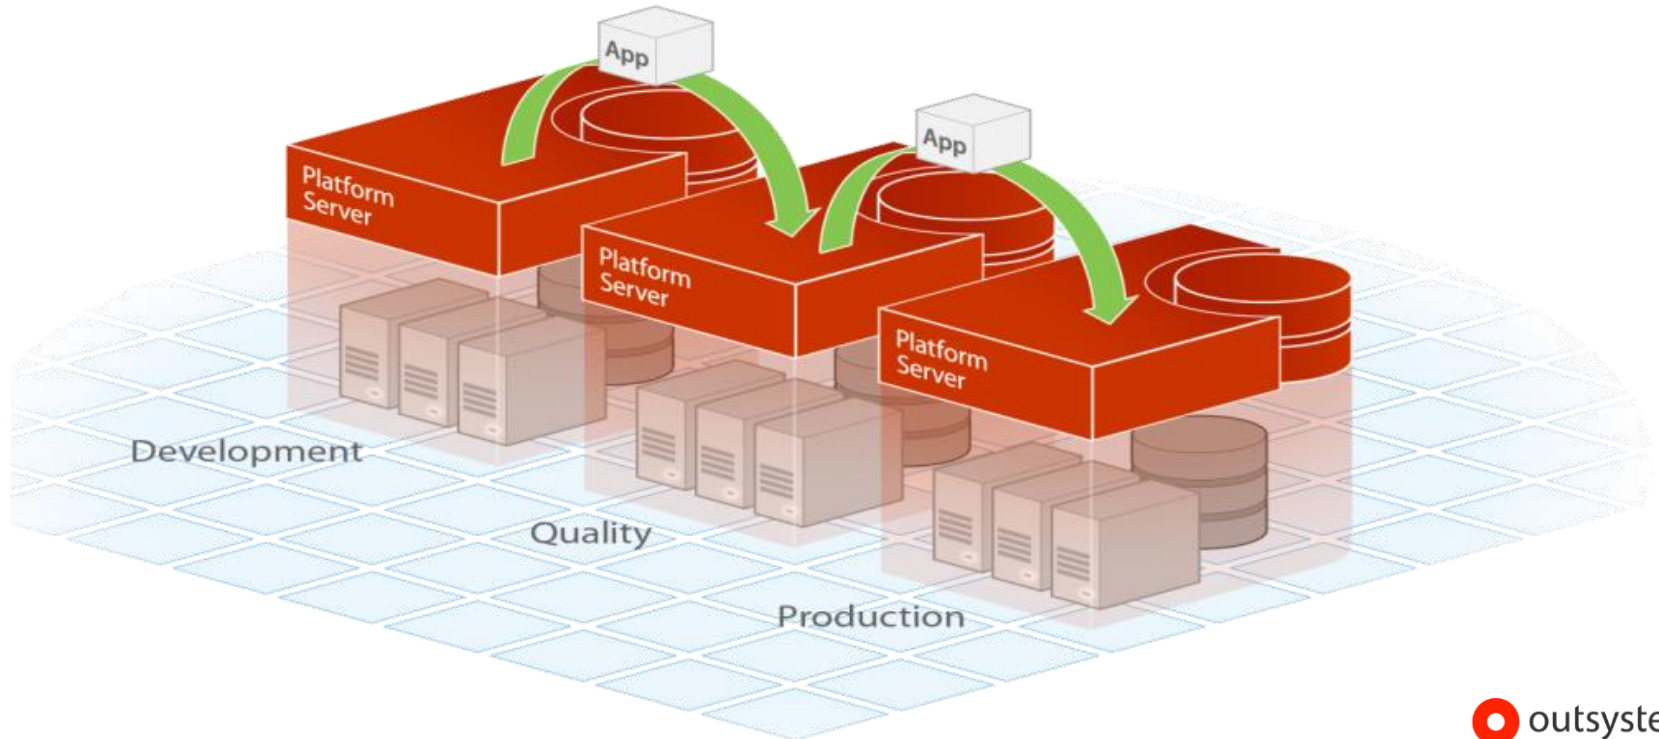 App
App
Platform
Server
Platform
Server
Platform
Server
Development
Quality
Production
outsyste